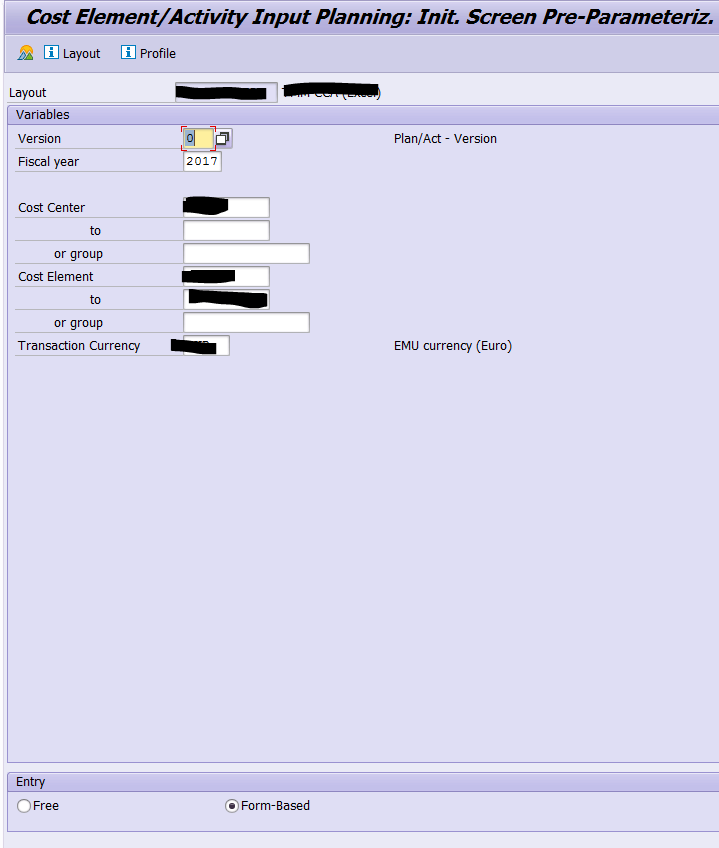 Cost Element/Activity Input Planning: Init. Screen Pre-Parameteriz.
Layout Profile
Layout (Excel)
Variables
Version 0 Plan/Act - Version
Fiscal year 2017
Cost Center
to
or group
Cost Element
to
or group
Transaction Currency EMU currency (Euro)
Entry
Free Form-Based